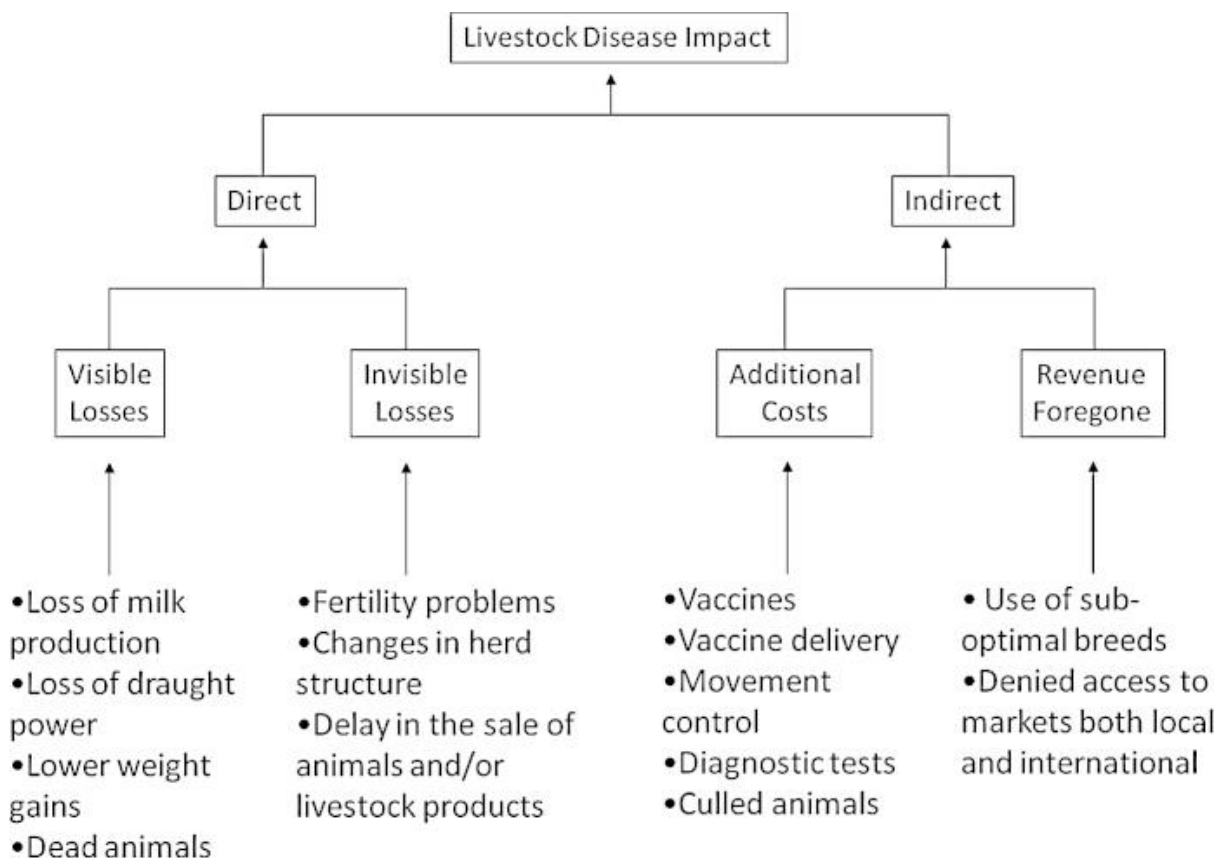 Livestock Disease Impact
Direct
Indirect
Visible
Losses
Invisible
Losses
Additional
Costs
Revenue
Foregone
•Loss of milk
production
•Loss of draught
power
•Lower weight
gains
•Dead animals
•Fertility problems
•Changes in herd
structure
•Delay in the sale of
animals and/or
livestock products
•Vaccines
•Vaccine delivery
•Movement
control
•Diagnostic tests
•Culled animals
• Use of sub-
optimal breeds
•Denied access to
markets both local
and international